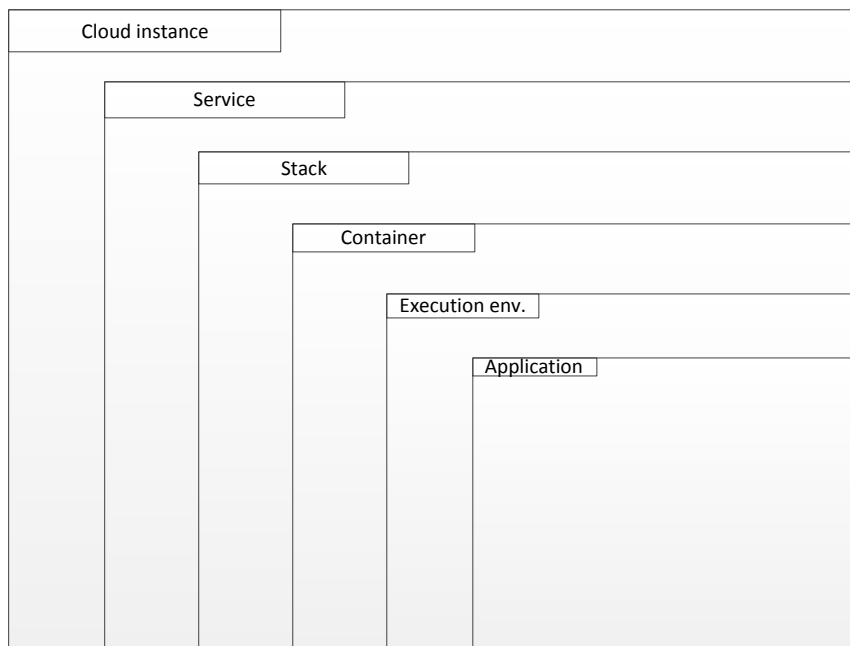 Cloud instance
Service
Stack
Container
Execution env.
Application